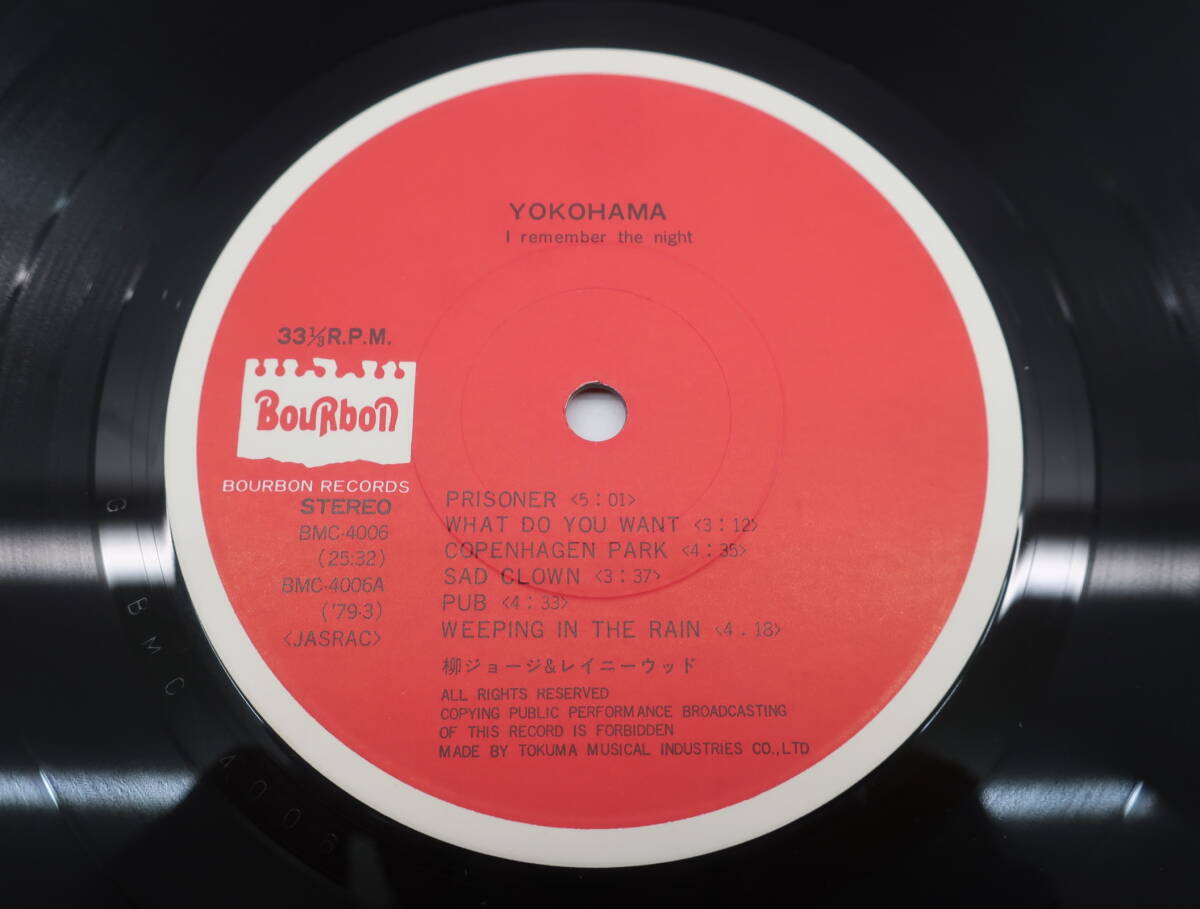 YOKOHAMA
I remember the night
33⅓R.P.M.
BouRbon
BOURBON RECORDS
STEREO
BMC-4006
(25:32)
BMC-4006A
('79·3)
<JASRAC>
PRISONER <5:01>
WHAT DO YOU WANT <3:12>
COPENHAGEN PARK <4:35>
SAD CLOWN <3:37>
PUB <4:33>
WEEPING IN THE RAIN <4.18>
柳ジョージ&レイニーウッド
ALL RIGHTS RESERVED
COPYING PUBLIC PERFORMANCE BROADCASTING
OF THIS RECORD IS FORBIDDEN
MADE BY TOKUMA MUSICAL INDUSTRIES CO.,LTD
G BMC 4006